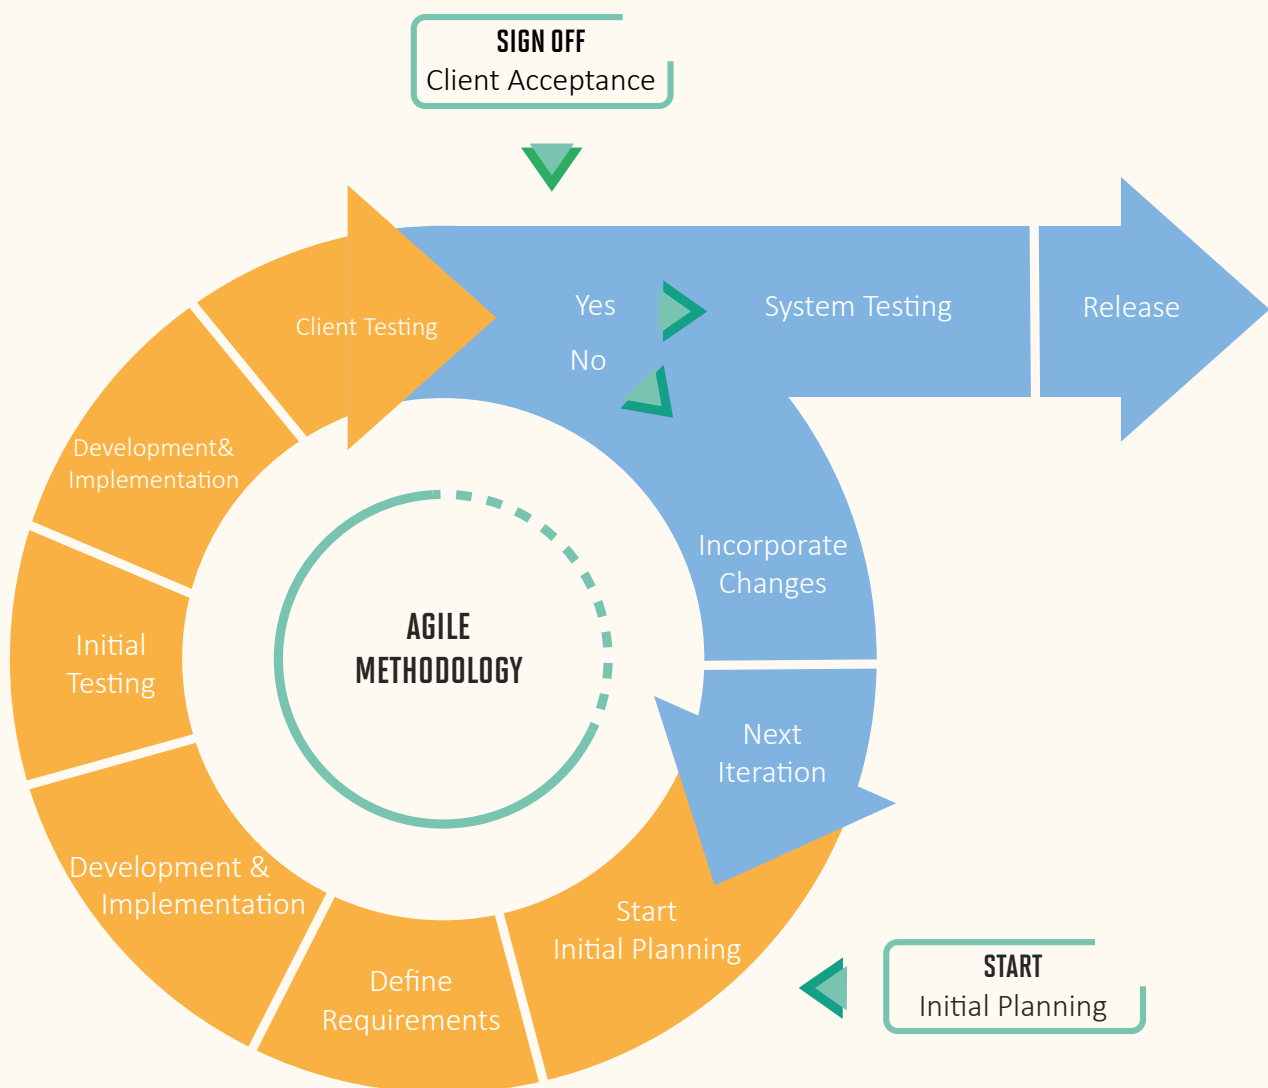 SIGN OFF
Client Acceptance
Yes
No
System Testing
Release
Client Testing
Development&
Implementation
Initial
Testing
Development &
Implementation
Define
Requirements
Start
Initial Planning
Next
Iteration
Incorporate
Changes
AGILE
METHODOLOGY
START
Initial Planning